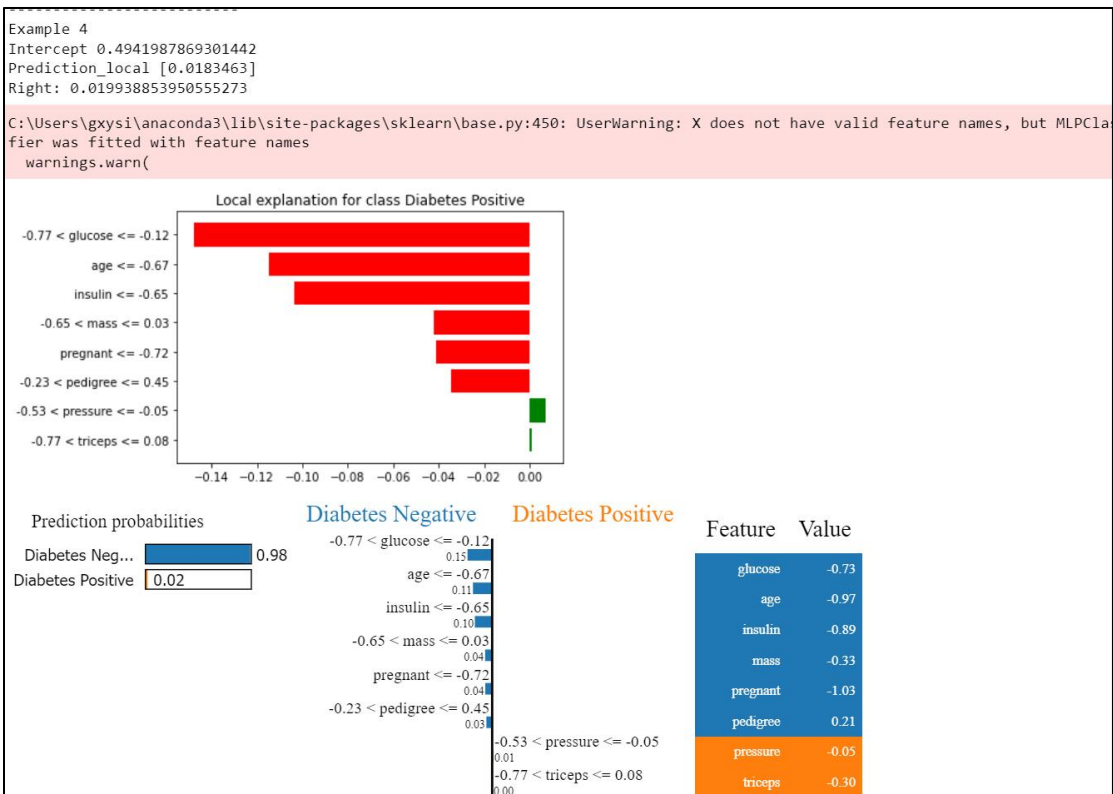 ---------------------------
Example 4
Intercept 0.4941987869301442
Prediction_local [0.0183463]
Right: 0.019938853950555273
C:\Users\gxysi\anaconda3\lib\site-packages\sklearn\base.py:450: UserWarning: X does not have valid feature names, but MLPCla
fier was fitted with feature names
warnings.warn(
Local explanation for class Diabetes Positive
-0.77 < glucose <= -0.12
age <= -0.67
insulin <= -0.65
-0.65 < mass <= 0.03
pregnant <= -0.72
-0.23 < pedigree <= 0.45
-0.53 < pressure <= -0.05
-0.77 < triceps <= 0.08
−0.14 −0.12 −0.10 −0.08 −0.06 −0.04 −0.02 0.00
Prediction probabilities
Diabetes Neg... 0.98
Diabetes Positive 0.02
Diabetes Negative Diabetes Positive
-0.77 < glucose <= -0.12
0.15
age <= -0.67
0.11
insulin <= -0.65
0.10
-0.65 < mass <= 0.03
0.04
pregnant <= -0.72
0.04
-0.23 < pedigree <= 0.45
0.03
-0.53 < pressure <= -0.05
0.01
-0.77 < triceps <= 0.08
0.00
Feature Value
glucose -0.73
age -0.97
insulin -0.89
mass -0.33
pregnant -1.03
pedigree 0.21
pressure -0.05
triceps -0.30